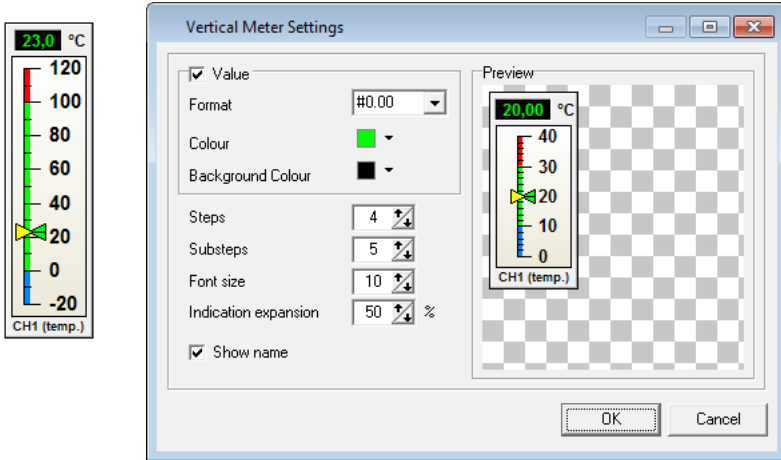 23,0 °C
120
100
80
60
40
20
0
-20
CH1 (temp.)
Vertical Meter Settings
Value
Format #0.00
Colour
Background Colour
Steps 4
Substeps 5
Font size 10
Indication expansion 50 %
Show name
Preview
20,00 °C
40
30
20
10
0
CH1 (temp.)
OK Cancel